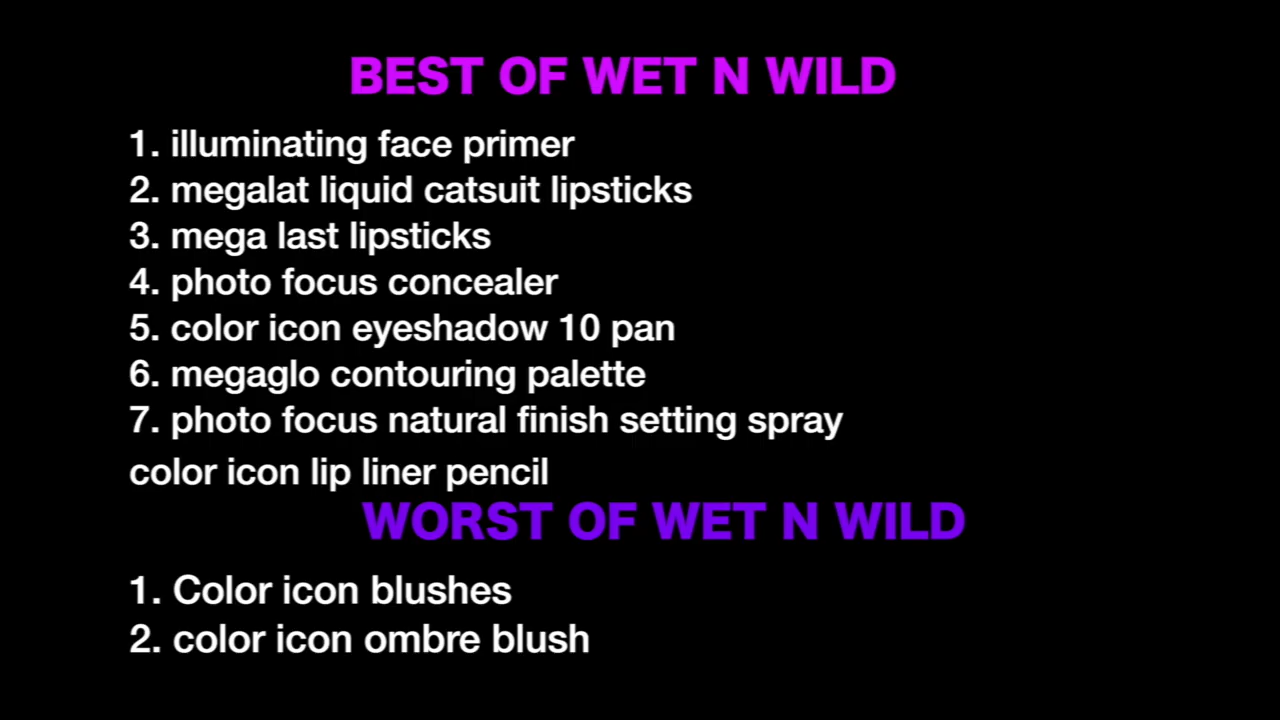 BEST OF WET N WILD
1. illuminating face primer
2. megalat liquid catsuit lipsticks
3. mega last lipsticks
4. photo focus concealer
5. color icon eyeshadow 10 pan
6. megaglo contouring palette
7. photo focus natural finish setting spray
color icon lip liner pencil
WORST OF WET N WILD
1. Color icon blushes
2. color icon ombre blush